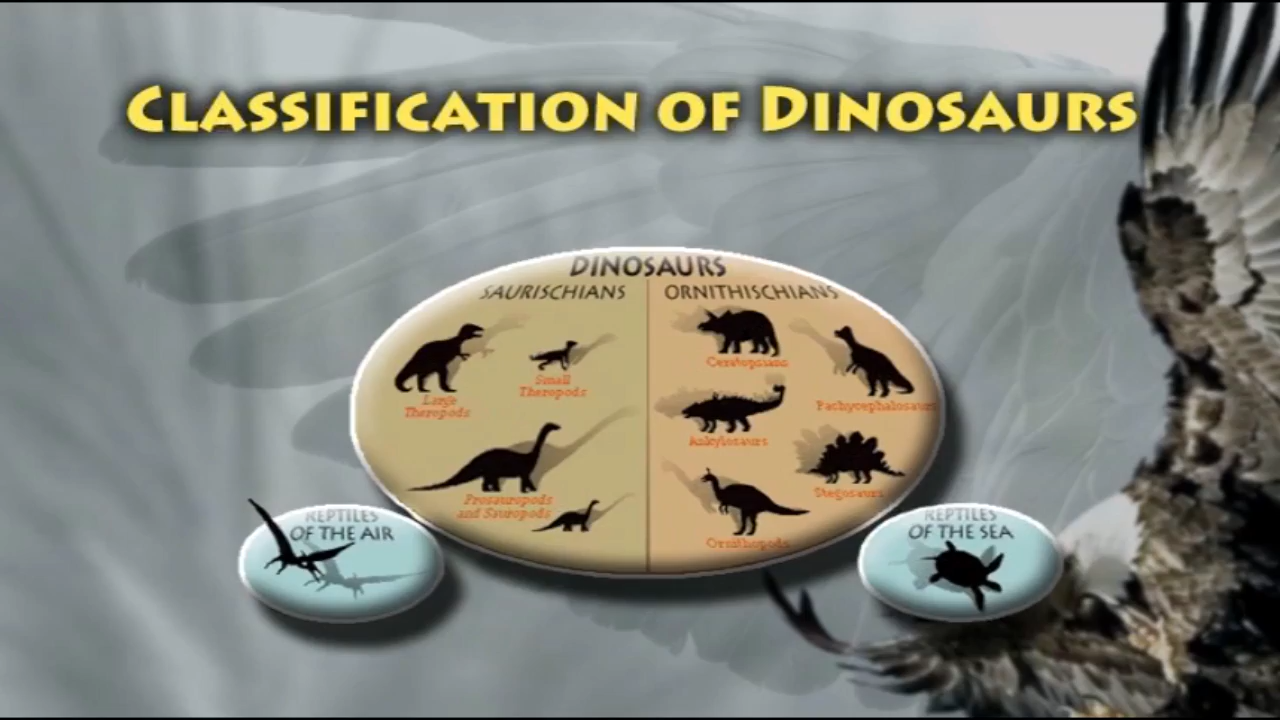 CLASSIFICATION OF DINOSAURS
DINOSAURS
SAURISCHIANS
ORNITHISCHIANS
Large
Theropods
Small
Theropods
Prosauropods
and Sauropods
Ceratopsians
Pachycephalosaurs
Ankylosaurs
Stegosaurs
Ornithopods
REPTILES
OF THE AIR
REPTILES
OF THE SEA